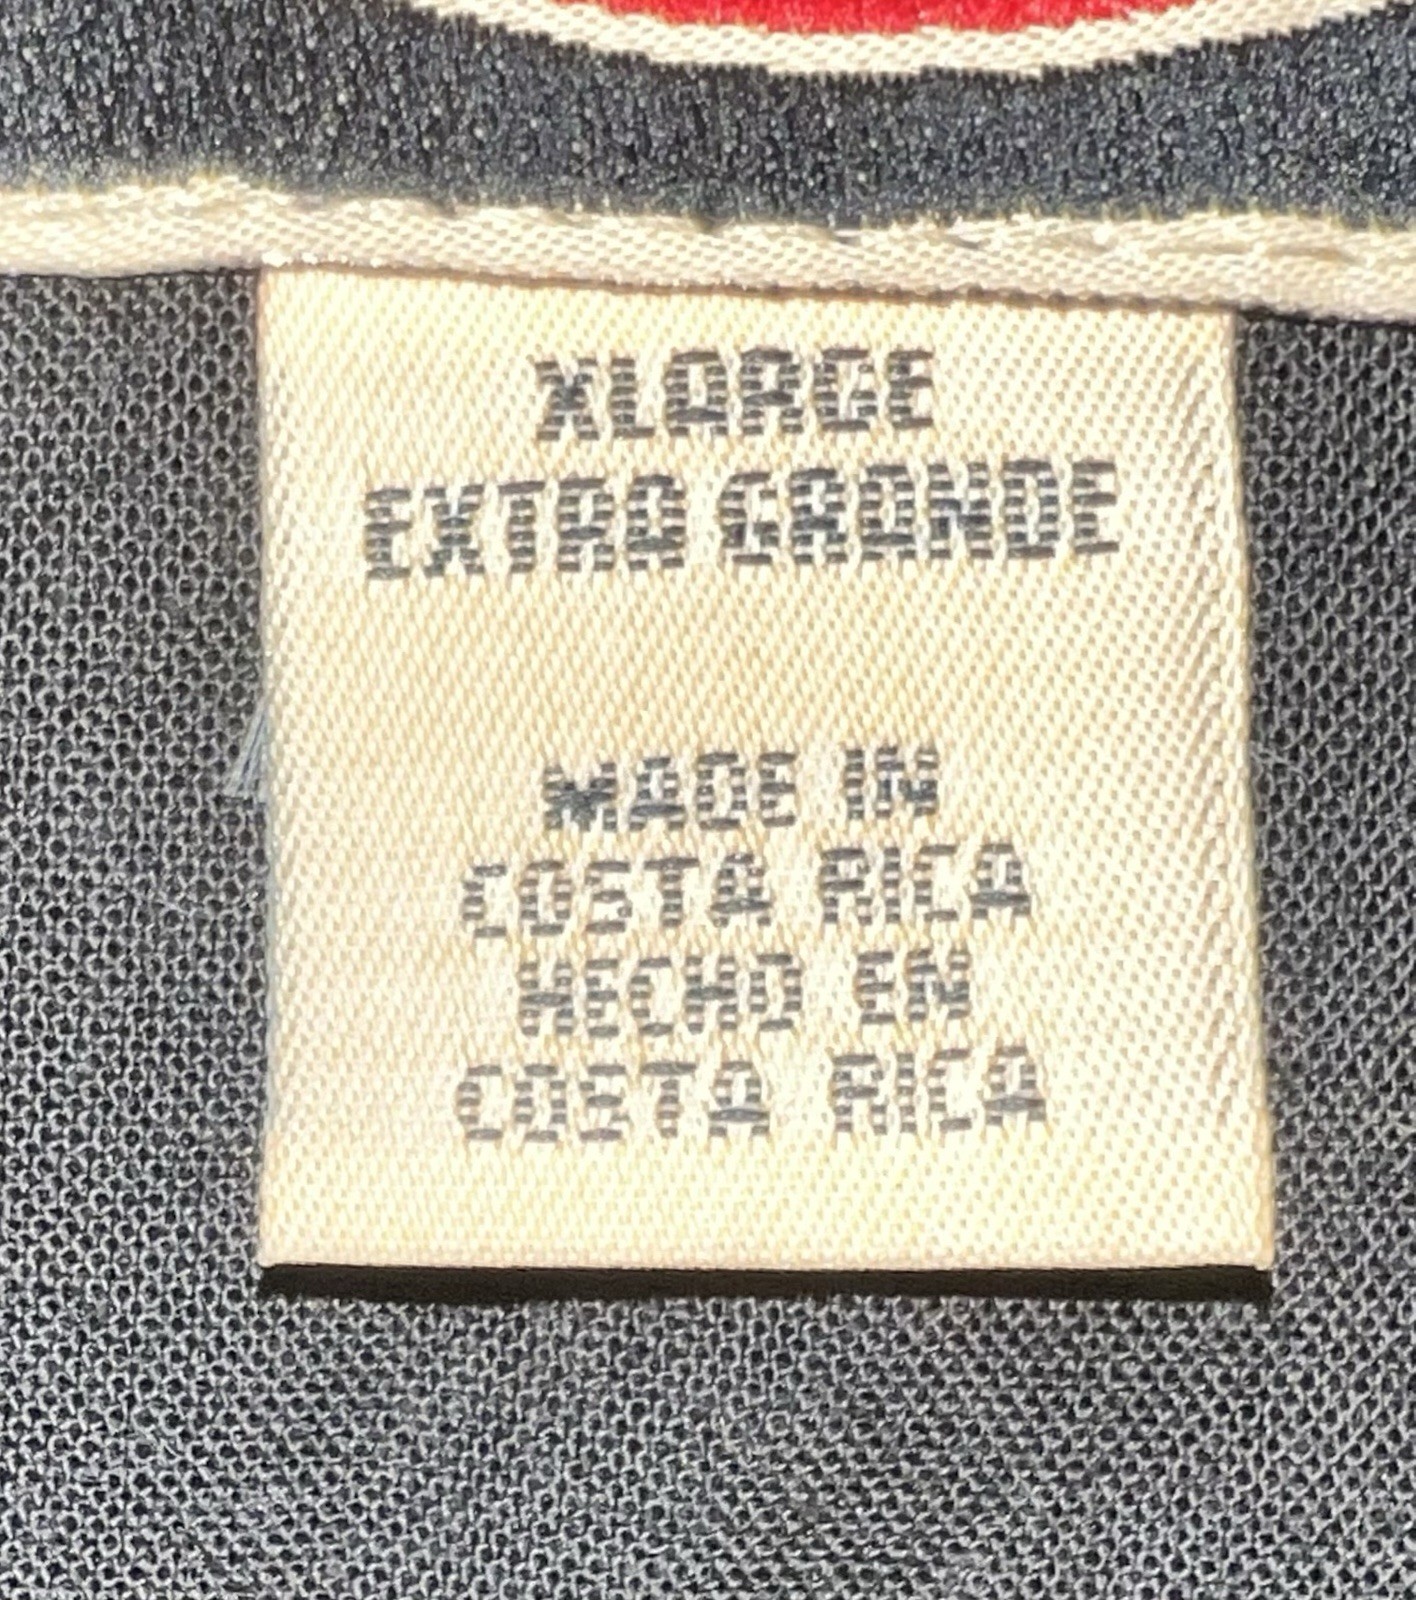 XLARGE
EXTRA GRANDE
MADE IN
COSTA RICA
HECHO EN
COSTA RICA